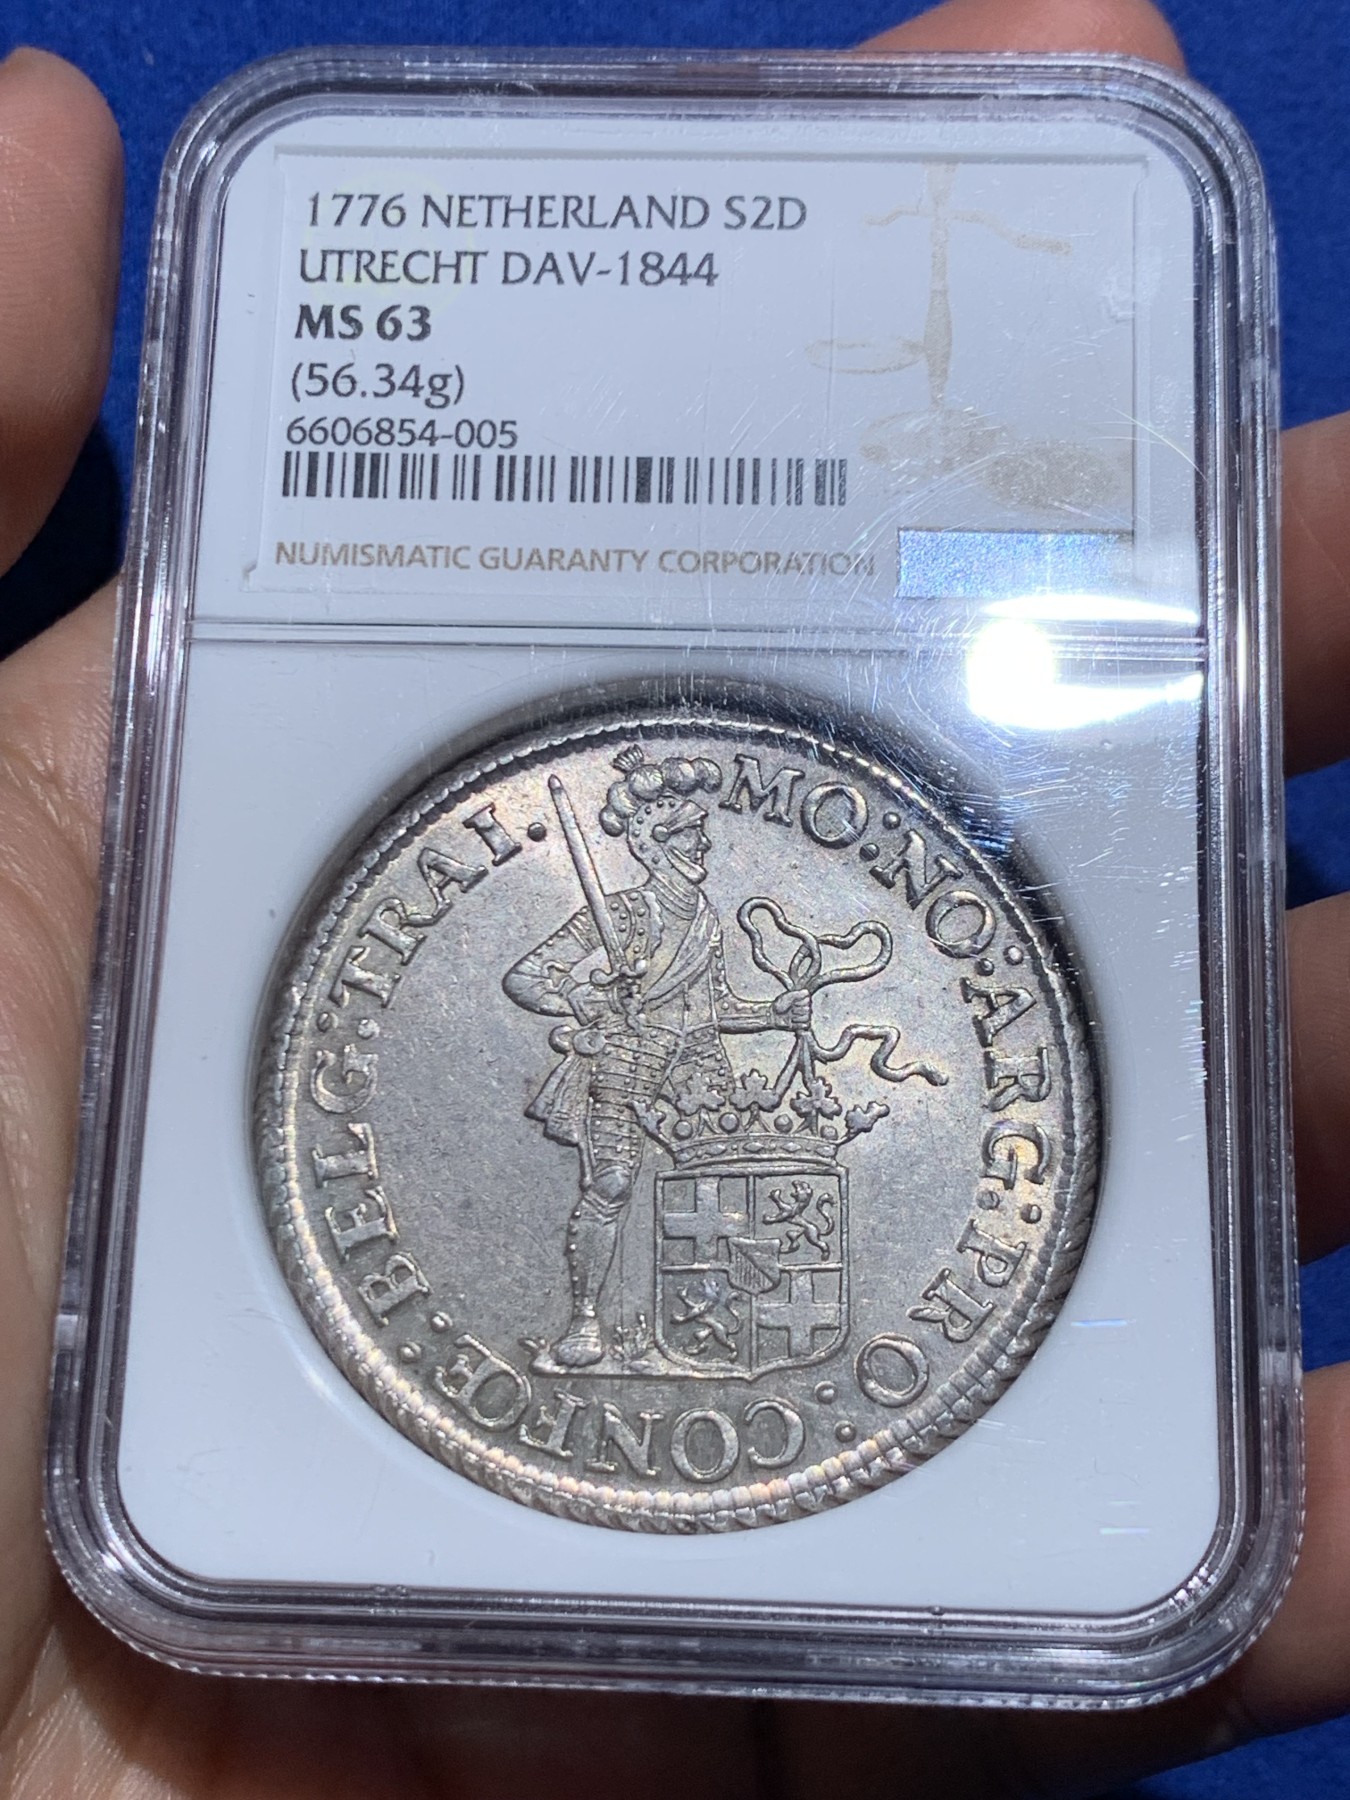 1776 NETHERLAND S2D
UTRECHT DAV-1844
MS 63
(56.34g)
6606854-005
NUMISMATIC GUARANTY CORPORATION
MO:NO:ARG:PRO:CONFŒ:BELG:TRAI.